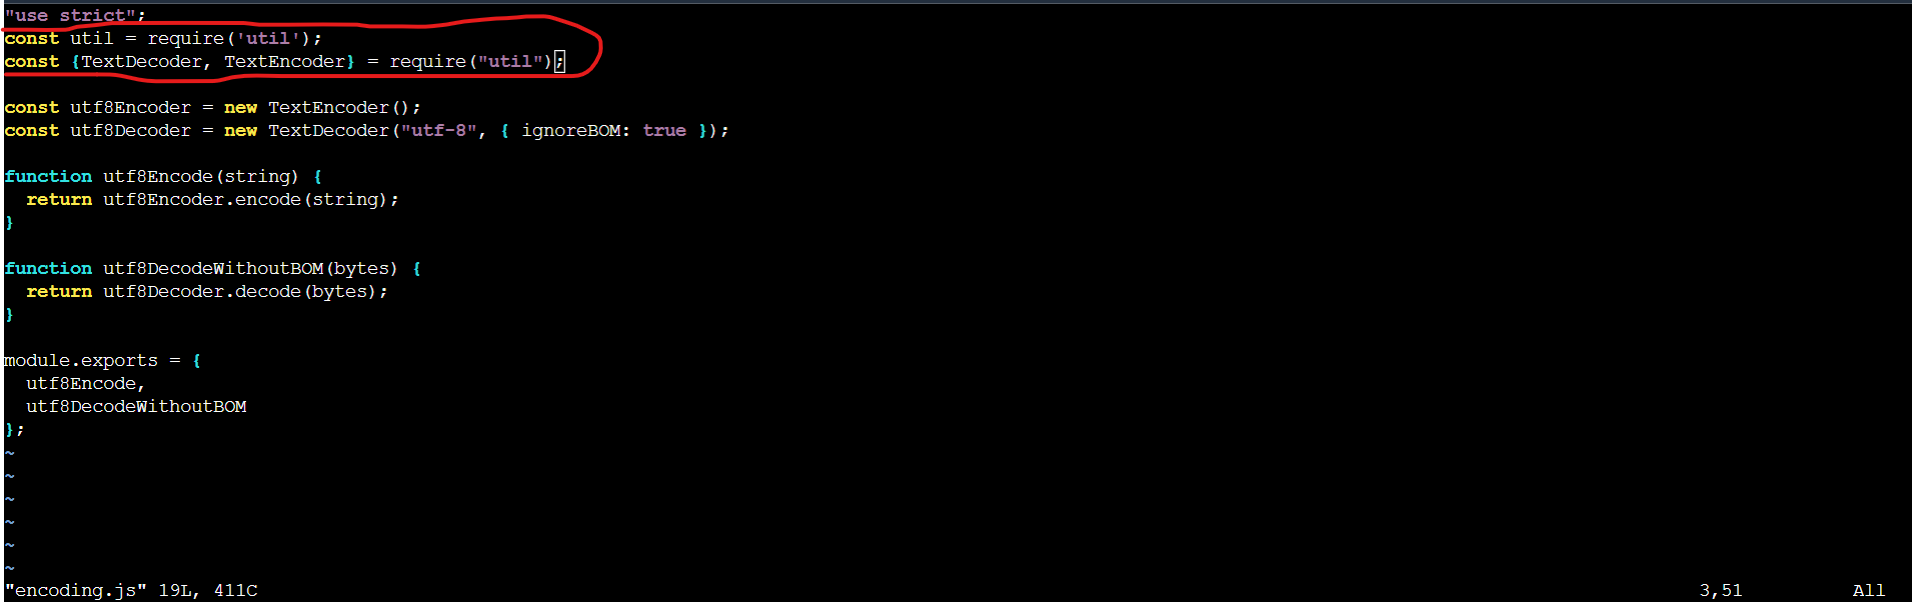 "use strict";
const util = require('util');
const {TextDecoder, TextEncoder} = require("util");
const utf8Encoder = new TextEncoder();
const utf8Decoder = new TextDecoder("utf-8", { ignoreBOM: true });
function utf8Encode(string) {
  return utf8Encoder.encode(string);
}
function utf8DecodeWithoutBOM(bytes) {
  return utf8Decoder.decode(bytes);
}
module.exports = {
  utf8Encode,
  utf8DecodeWithoutBOM
};
~
~
~
~
~
~
"encoding.js" 19L, 411C 3,51 All